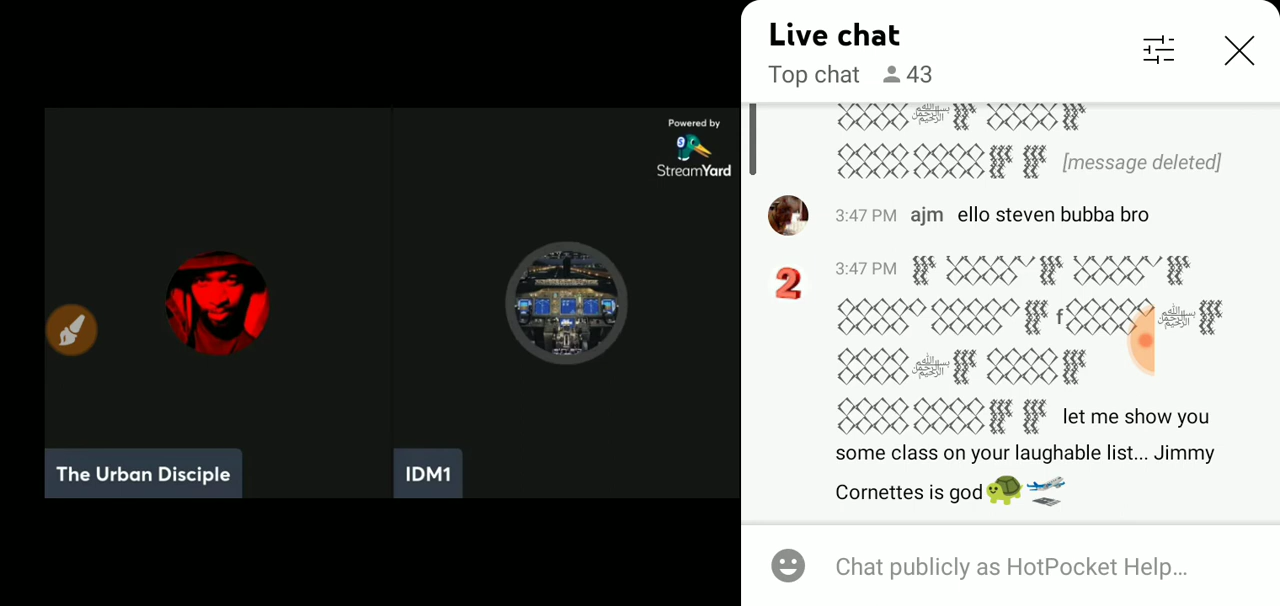 Live chat
Top chat 43
Powered by
StreamYard
[message deleted]
3:47 PM ajm ello steven bubba bro
3:47 PM
f ﷽
﷽
let me show you
some class on your laughable list... Jimmy
Cornettes is god
The Urban Disciple
IDM1
Chat publicly as HotPocket Help...